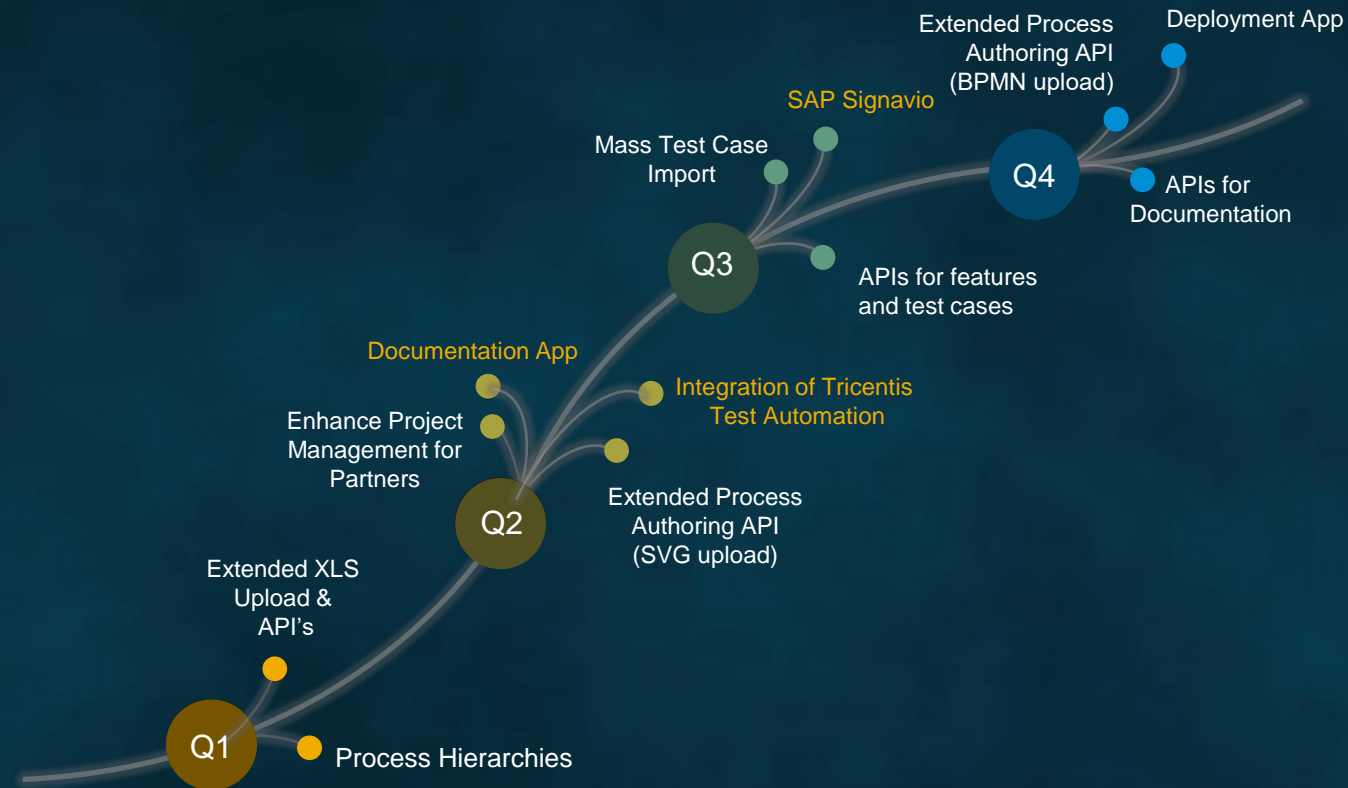 Deployment App
Extended Process
Authoring API
(BPMN upload)
SAP Signavio
Mass Test Case
Import
Q4
APIs for
Documentation
Q3
APIs for features
and test cases
Documentation App
Integration of Tricentis
Test Automation
Enhance Project
Management for
Partners
Extended Process
Authoring API
(SVG upload)
Q2
Extended XLS
Upload &
API’s
Q1
Process Hierarchies